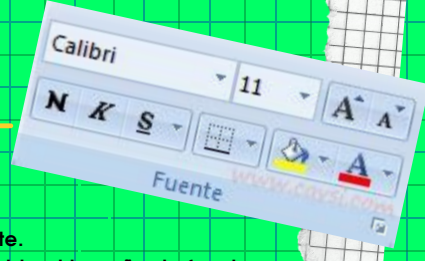 Calibri 11 A A
N K S A
Fuente
www.cavsi.com
te.